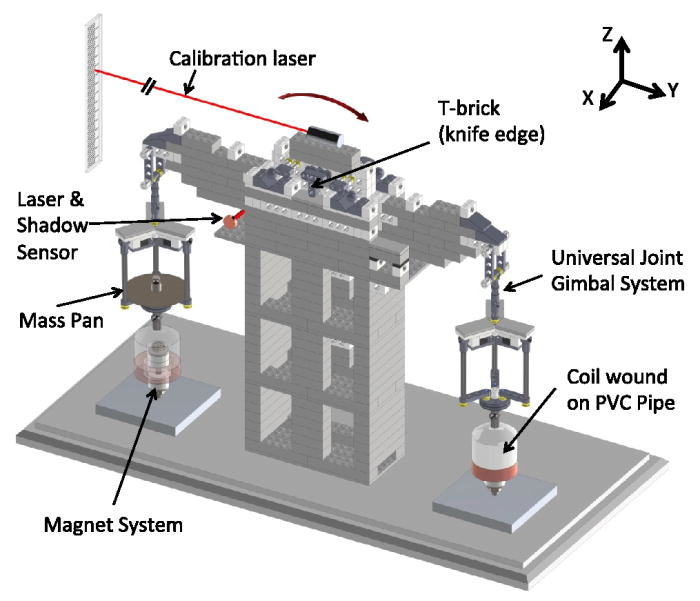 Calibration laser
Z
Y
X
T-brick
(knife edge)
Laser &
Shadow
Sensor
Universal Joint
Gimbal System
Mass Pan
Coil wound
on PVC Pipe
Magnet System